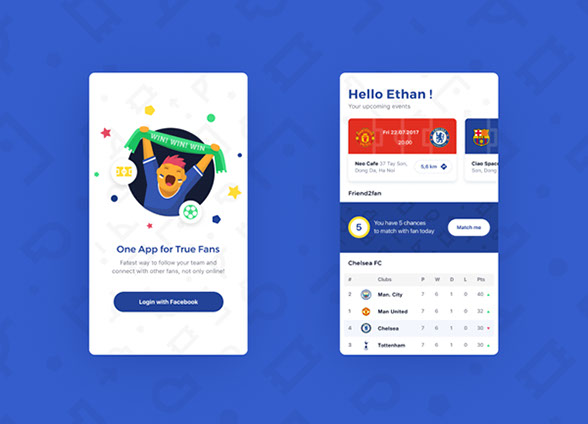 WIN! WIN! WIN
One App for True Fans
Fatest way to follow your team and
connect with other fans, not only online!
Login with Facebook
Hello Ethan !
Your upcoming events
Fri 22.07.2017
20:00
Neo Cafe 37 Tay Son,
Dong Da, Ha Noi
5,6 km
Ciao Space
Son, Dong
Friend2fan
5
You have 5 chances
to match with fan today
Match me
Chelsea FC
# Clubs P W D L Pts
2 Man. City 7 6 1 0 40
1 Man United 7 6 1 0 32
4 Chelsea 7 6 1 0 30
3 Tottenham 7 6 1 0 30